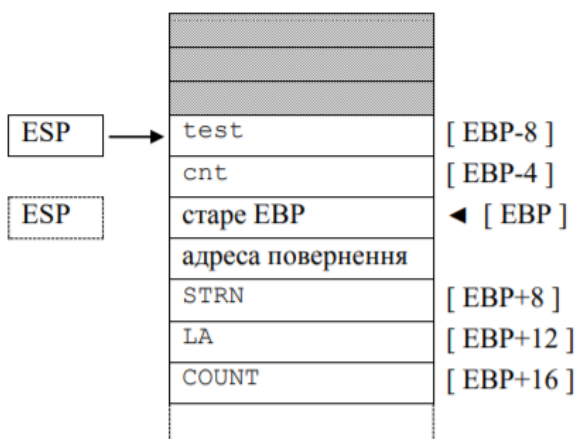 ESP test [ EBP-8 ]
cnt [ EBP-4 ]
ESP старе EBP ◄ [ EBP ]
адреса повернення
STRN [ EBP+8 ]
LA [ EBP+12 ]
COUNT [ EBP+16 ]